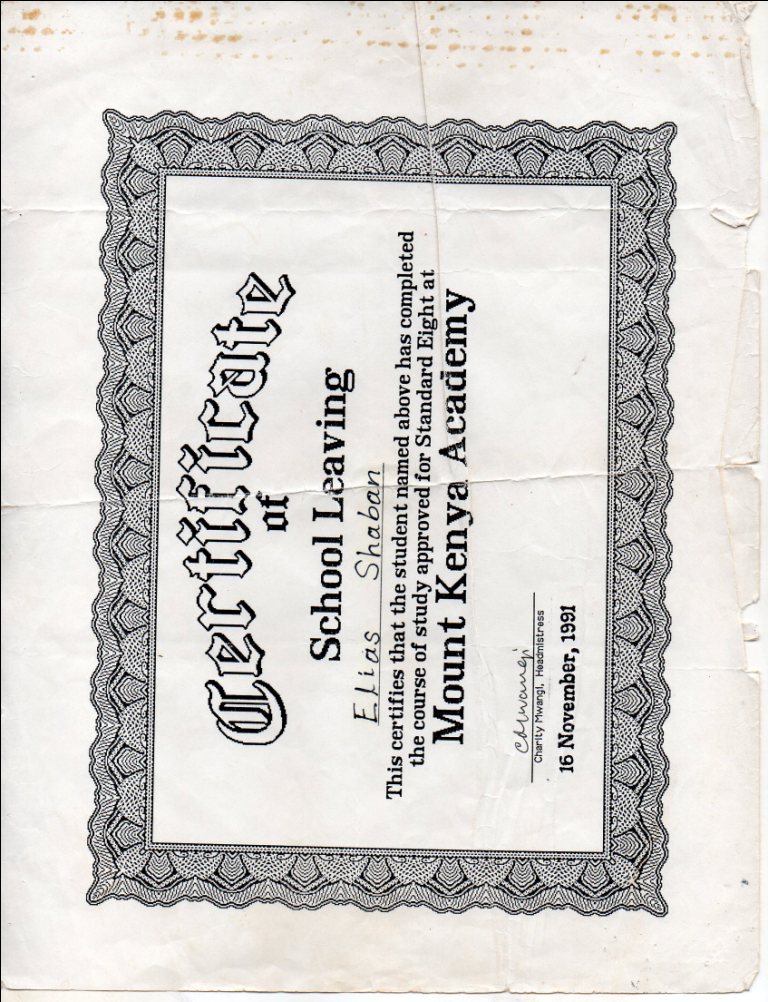 Certificate
of
School Leaving
Elias Shaban
This certifies that the student named above has completed
the course of study approved for Standard Eight at
Mount Kenya Academy
CMwangi
Charity Mwangi, Headmistress
16 November, 1991